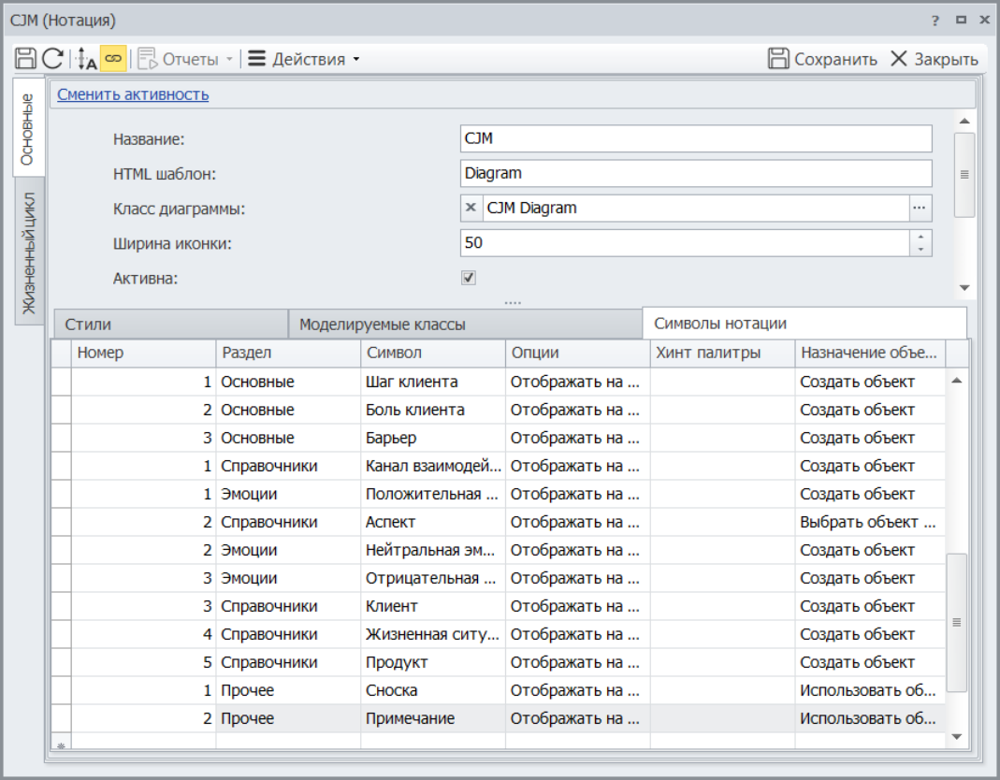 CJM (Нотация)
Отчеты Действия Сохранить Закрыть
Основные
Жизненный цикл
Сменить активность
Название: CJM
HTML шаблон: Diagram
Класс диаграммы: CJM Diagram
Ширина иконки: 50
Активна:
Стили Моделируемые классы Символы нотации
Номер Раздел Символ Опции Хинт палитры Назначение объе...
1 Основные Шаг клиента Отображать на ... Создать объект
2 Основные Боль клиента Отображать на ... Создать объект
3 Основные Барьер Отображать на ... Создать объект
1 Справочники Канал взаимодей... Отображать на ... Создать объект
1 Эмоции Положительная ... Отображать на ... Создать объект
2 Справочники Аспект Отображать на ... Выбрать объект ...
2 Эмоции Нейтральная эм... Отображать на ... Создать объект
3 Эмоции Отрицательная ... Отображать на ... Создать объект
3 Справочники Клиент Отображать на ... Создать объект
4 Справочники Жизненная ситу... Отображать на ... Создать объект
5 Справочники Продукт Отображать на ... Создать объект
1 Прочее Сноска Отображать на ... Использовать об...
2 Прочее Примечание Отображать на ... Использовать об...